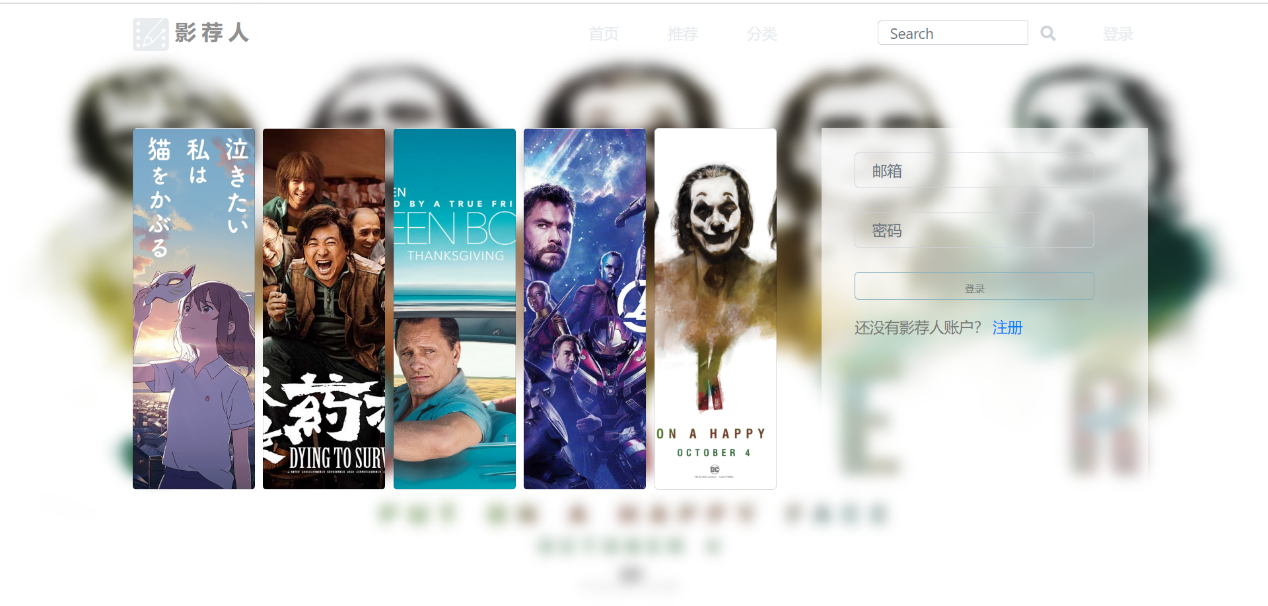 影荐人
首页 推荐 分类 Search 登录
泣きたい
私は
猫をかぶる
药
DYING TO SURV
EN
D BY A TRUE FRI
EEN BO
THANKSGIVING
ON A HAPPY
OCTOBER 4
DC
邮箱
密码
登录
还没有影荐人账户? 注册
PUT ON A HAPPY FACE
OCTOBER 4